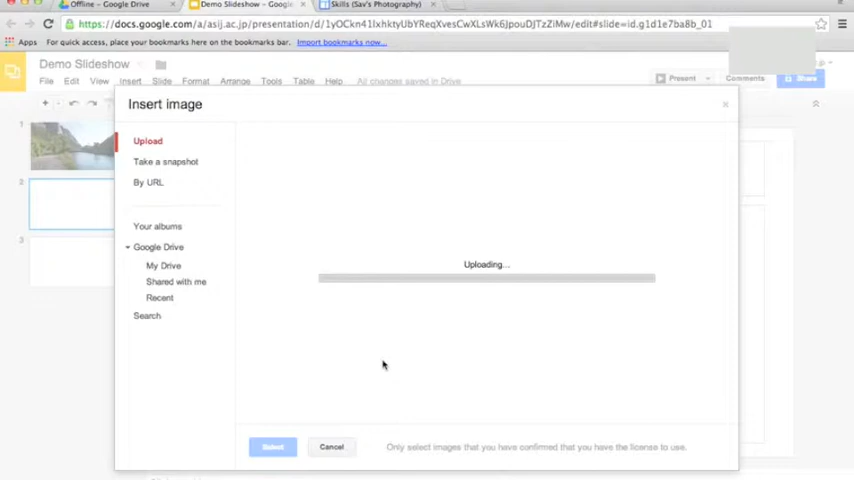 Offline – Google Drive
Demo Slideshow – Google
Skills (Sav's Photography)
https://docs.google.com/a/asij.ac.jp/presentation/d/1yOCkn41IxhktyUbYReqXvesCwXLsWk6JpouDJTzZiMw/edit#slide=id.g1d1e7ba8b_01
Apps
For quick access, place your bookmarks here on the bookmarks bar.
Import bookmarks now...
Demo Slideshow
File Edit View Insert Slide Format Arrange Tools Table Help
All changes saved in Drive
Present
Comments
Share
Insert image
Upload
Take a snapshot
By URL
Your albums
Google Drive
My Drive
Shared with me
Recent
Search
Uploading...
Select
Cancel
Only select images that you have confirmed that you have the license to use.
1
2
3